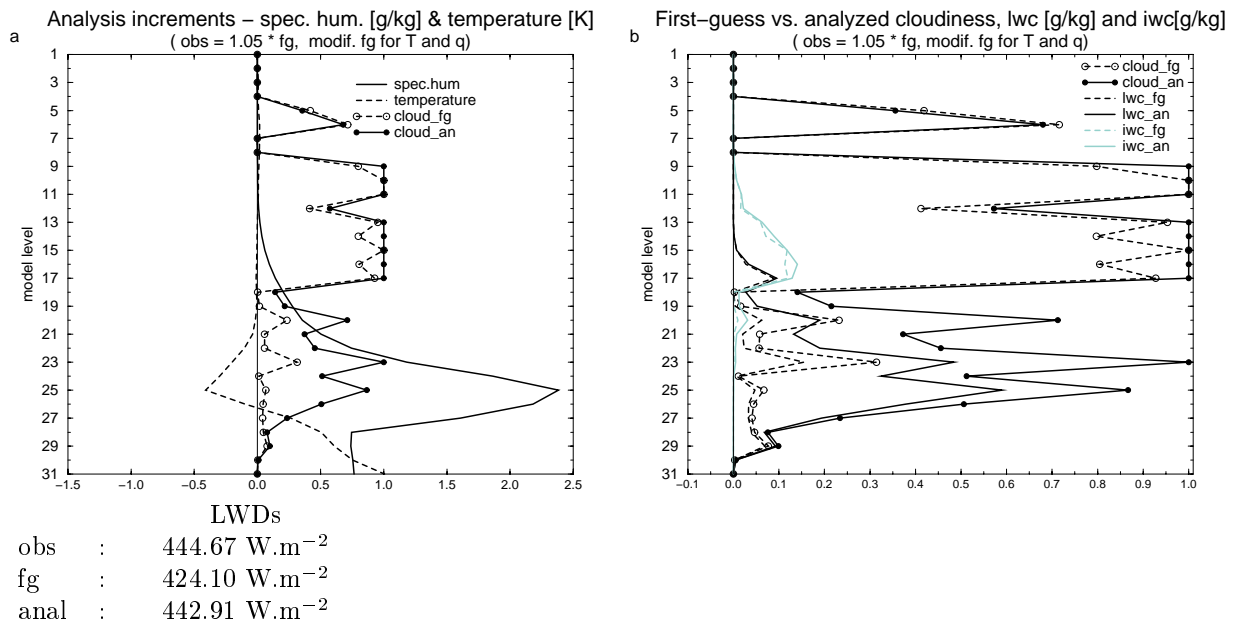 Analysis increments – spec. hum. [g/kg] & temperature [K]
a
( obs = 1.05 * fg, modif. fg for T and q)
spec.hum
temperature
cloud_fg
cloud_an
model level
1
3
5
7
9
11
13
15
17
19
21
23
25
27
29
31
−1.5 −1.0 −0.5 0.0 0.5 1.0 1.5 2.0 2.5
First–guess vs. analyzed cloudiness, lwc [g/kg] and iwc[g/kg]
b
( obs = 1.05 * fg, modif. fg for T and q)
cloud_fg
cloud_an
lwc_fg
lwc_an
iwc_fg
iwc_an
model level
1
3
5
7
9
11
13
15
17
19
21
23
25
27
29
31
−0.1 0.0 0.1 0.2 0.3 0.4 0.5 0.6 0.7 0.8 0.9 1.0
LWDs
obs : 444.67 W.m−2
fg : 424.10 W.m−2
anal : 442.91 W.m−2